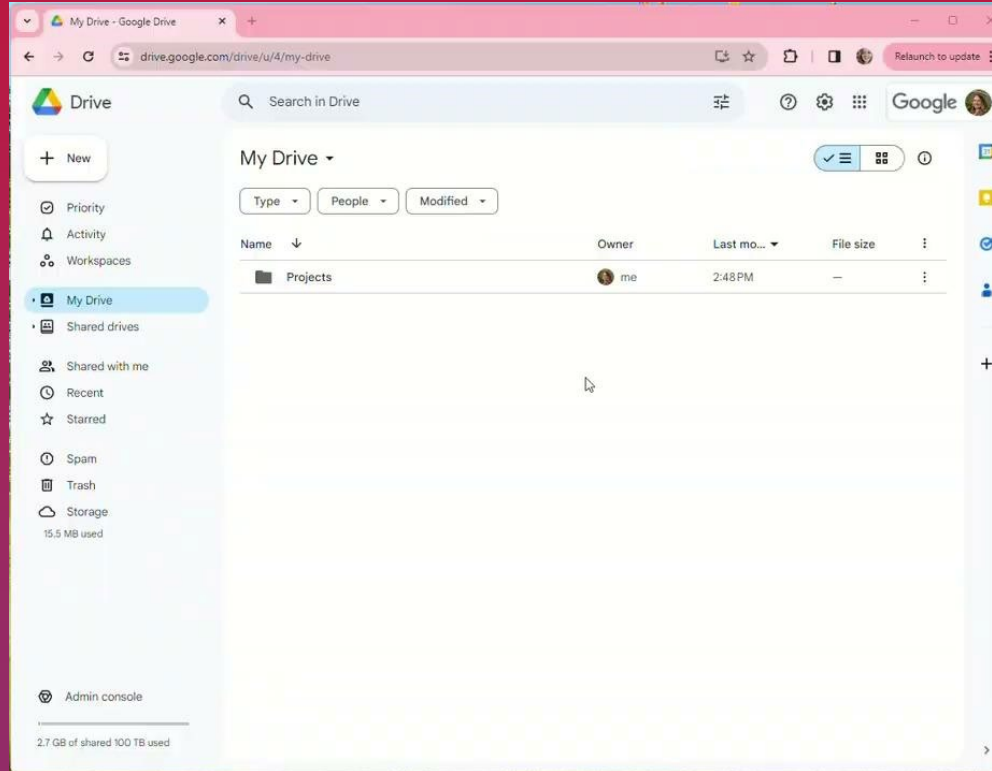 My Drive - Google Drive
drive.google.com/drive/u/4/my-drive
Relaunch to update
Drive
Search in Drive
Google
New
My Drive
Type
People
Modified
Priority
Activity
Workspaces
Name
Owner
Last mo...
File size
Projects
me
2:48 PM
—
My Drive
Shared drives
Shared with me
Recent
Starred
Spam
Trash
Storage
15.5 MB used
Admin console
2.7 GB of shared 100 TB used